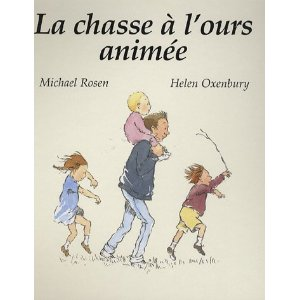 La chasse à l'ours
animée
Michael Rosen Helen Oxenbury